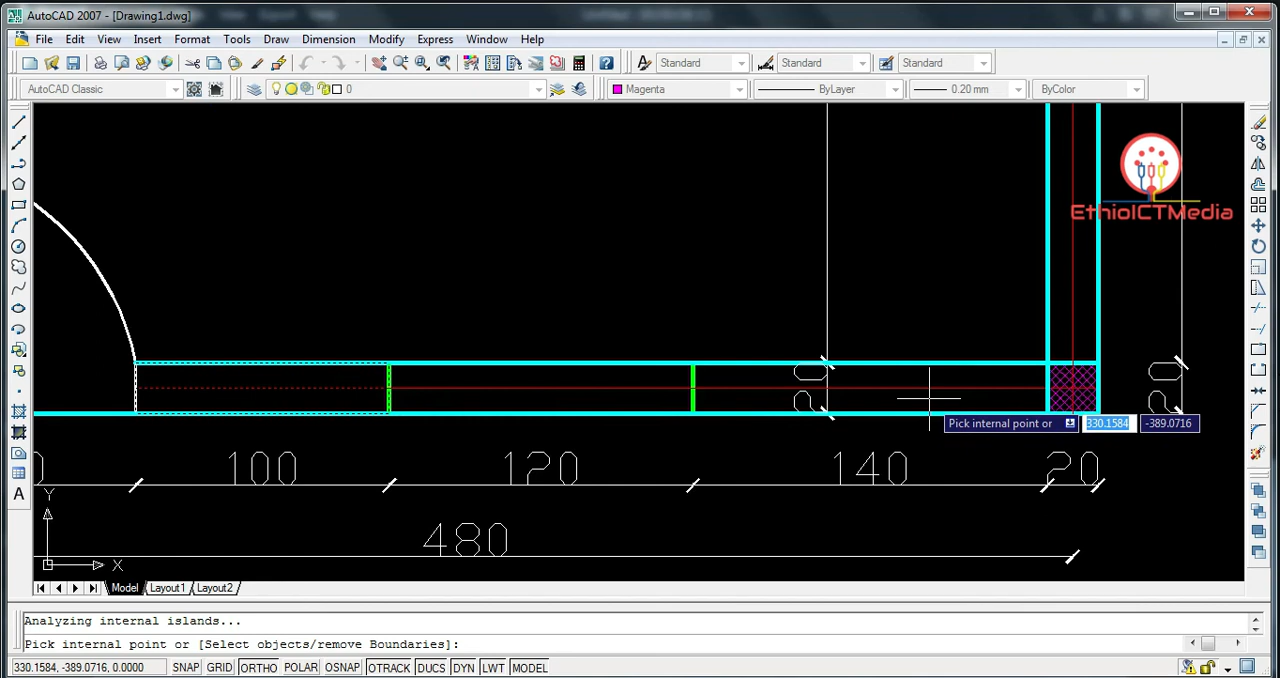 AutoCAD 2007 - [Drawing1.dwg]
File Edit View Insert Format Tools Draw Dimension Modify Express Window Help
Standard Standard Standard
AutoCAD Classic 0 Magenta ByLayer 0.20 mm ByColor
EthioICTMedia
20 20
Pick internal point or 330.1584 -389.0716
0 100 120 140 20
Y
480
X
Model Layout1 Layout2
Analyzing internal islands...
Pick internal point or [Select objects/remove Boundaries]:
330.1584, -389.0716, 0.0000 SNAP GRID ORTHO POLAR OSNAP OTRACK DUCS DYN LWT MODEL
A